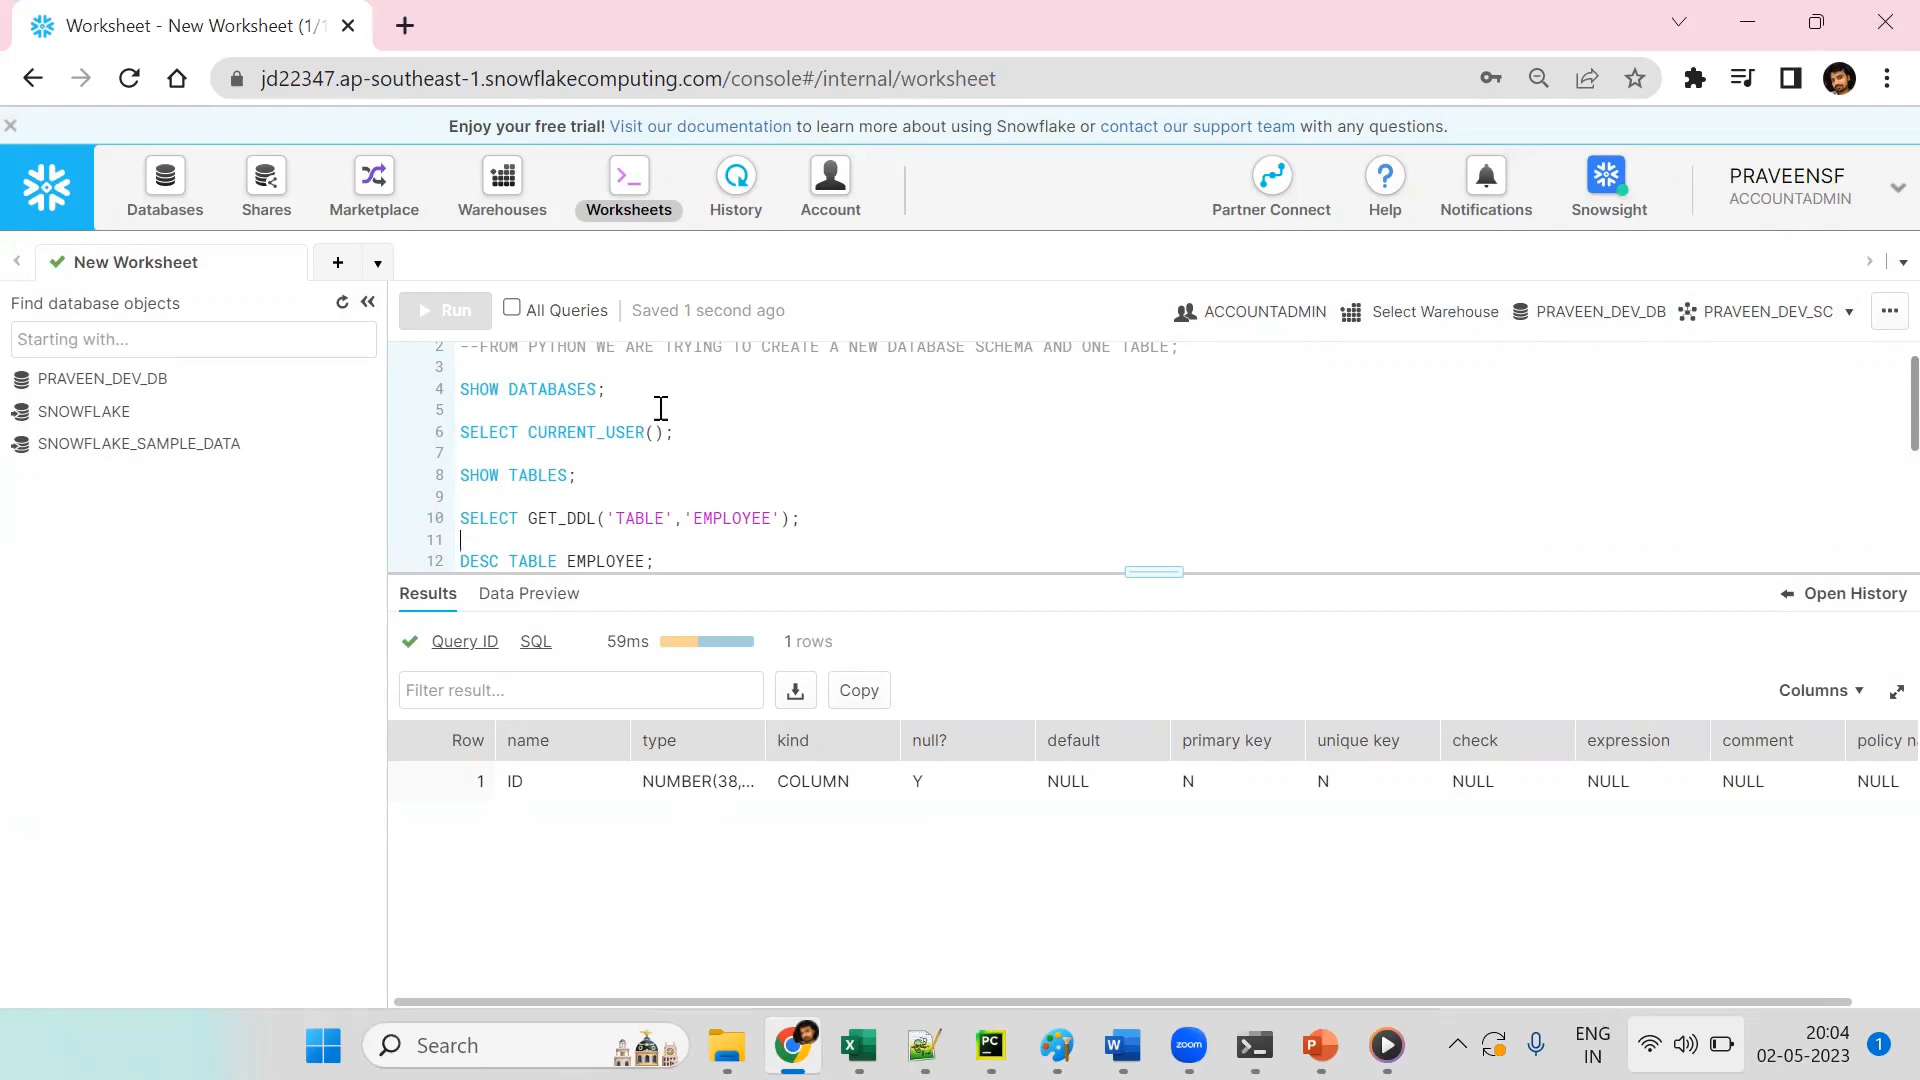 Worksheet - New Worksheet (1/1
jd22347.ap-southeast-1.snowflakecomputing.com/console#/internal/worksheet
Enjoy your free trial! Visit our documentation to learn more about using Snowflake or contact our support team with any questions.
Databases Shares Marketplace Warehouses Worksheets History Account Partner Connect Help Notifications Snowsight
PRAVEENSF
ACCOUNTADMIN
New Worksheet
Find database objects
Starting with...
PRAVEEN_DEV_DB
SNOWFLAKE
SNOWFLAKE_SAMPLE_DATA
Run All Queries Saved 1 second ago ACCOUNTADMIN Select Warehouse PRAVEEN_DEV_DB PRAVEEN_DEV_SC
2 --FROM PYTHON WE ARE TRYING TO CREATE A NEW DATABASE SCHEMA AND ONE TABLE;
3
4 SHOW DATABASES;
5
6 SELECT CURRENT_USER();
7
8 SHOW TABLES;
9
10 SELECT GET_DDL('TABLE','EMPLOYEE');
11
12 DESC TABLE EMPLOYEE;
Results Data Preview Open History
Query ID SQL 59ms 1 rows
Filter result... Copy Columns
Row name type kind null? default primary key unique key check expression comment policy n
1 ID NUMBER(38,... COLUMN Y NULL N N NULL NULL NULL NULL
Search
PC
zoom
ENG
IN
20:04
02-05-2023
1